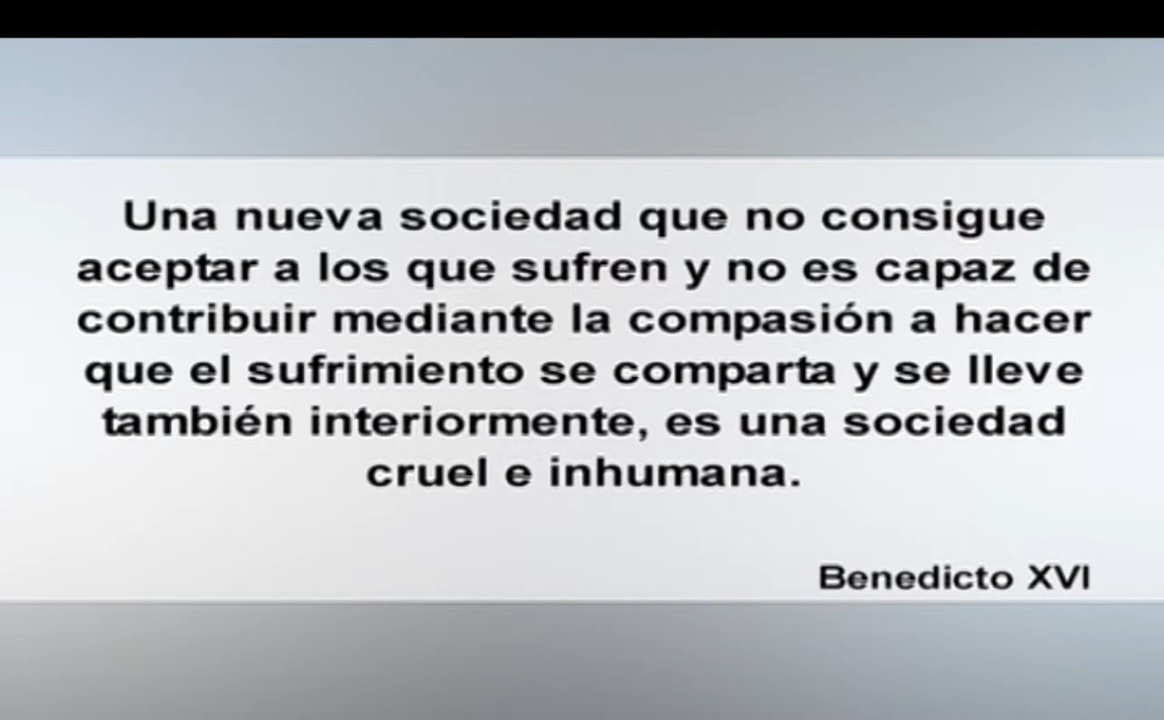 Una nueva sociedad que no consigue
aceptar a los que sufren y no es capaz de
contribuir mediante la compasión a hacer
que el sufrimiento se comparta y se lleve
también interiormente, es una sociedad
cruel e inhumana.
Benedicto XVI